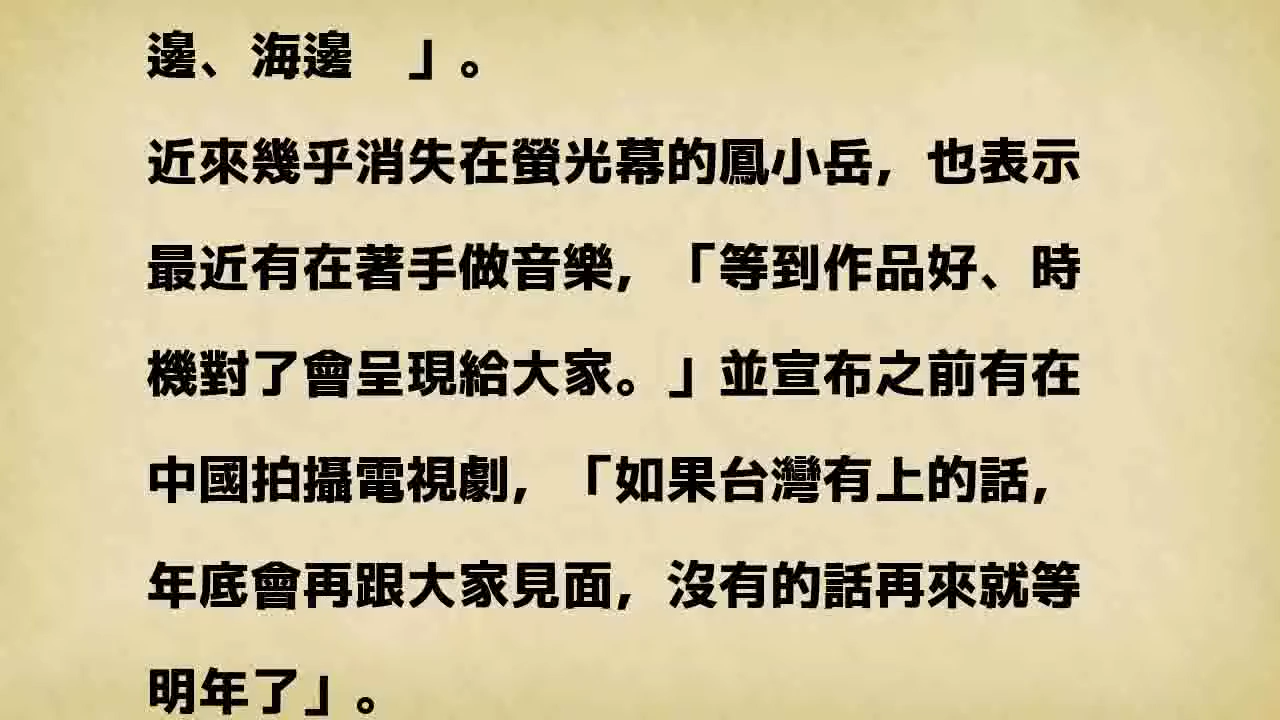 邊、海邊　」。
近來幾乎消失在螢光幕的鳳小岳，也表示
最近有在著手做音樂，「等到作品好、時
機對了會呈現給大家。」並宣布之前有在
中國拍攝電視劇，「如果台灣有上的話，
年底會再跟大家見面，沒有的話再來就等
明年了」。